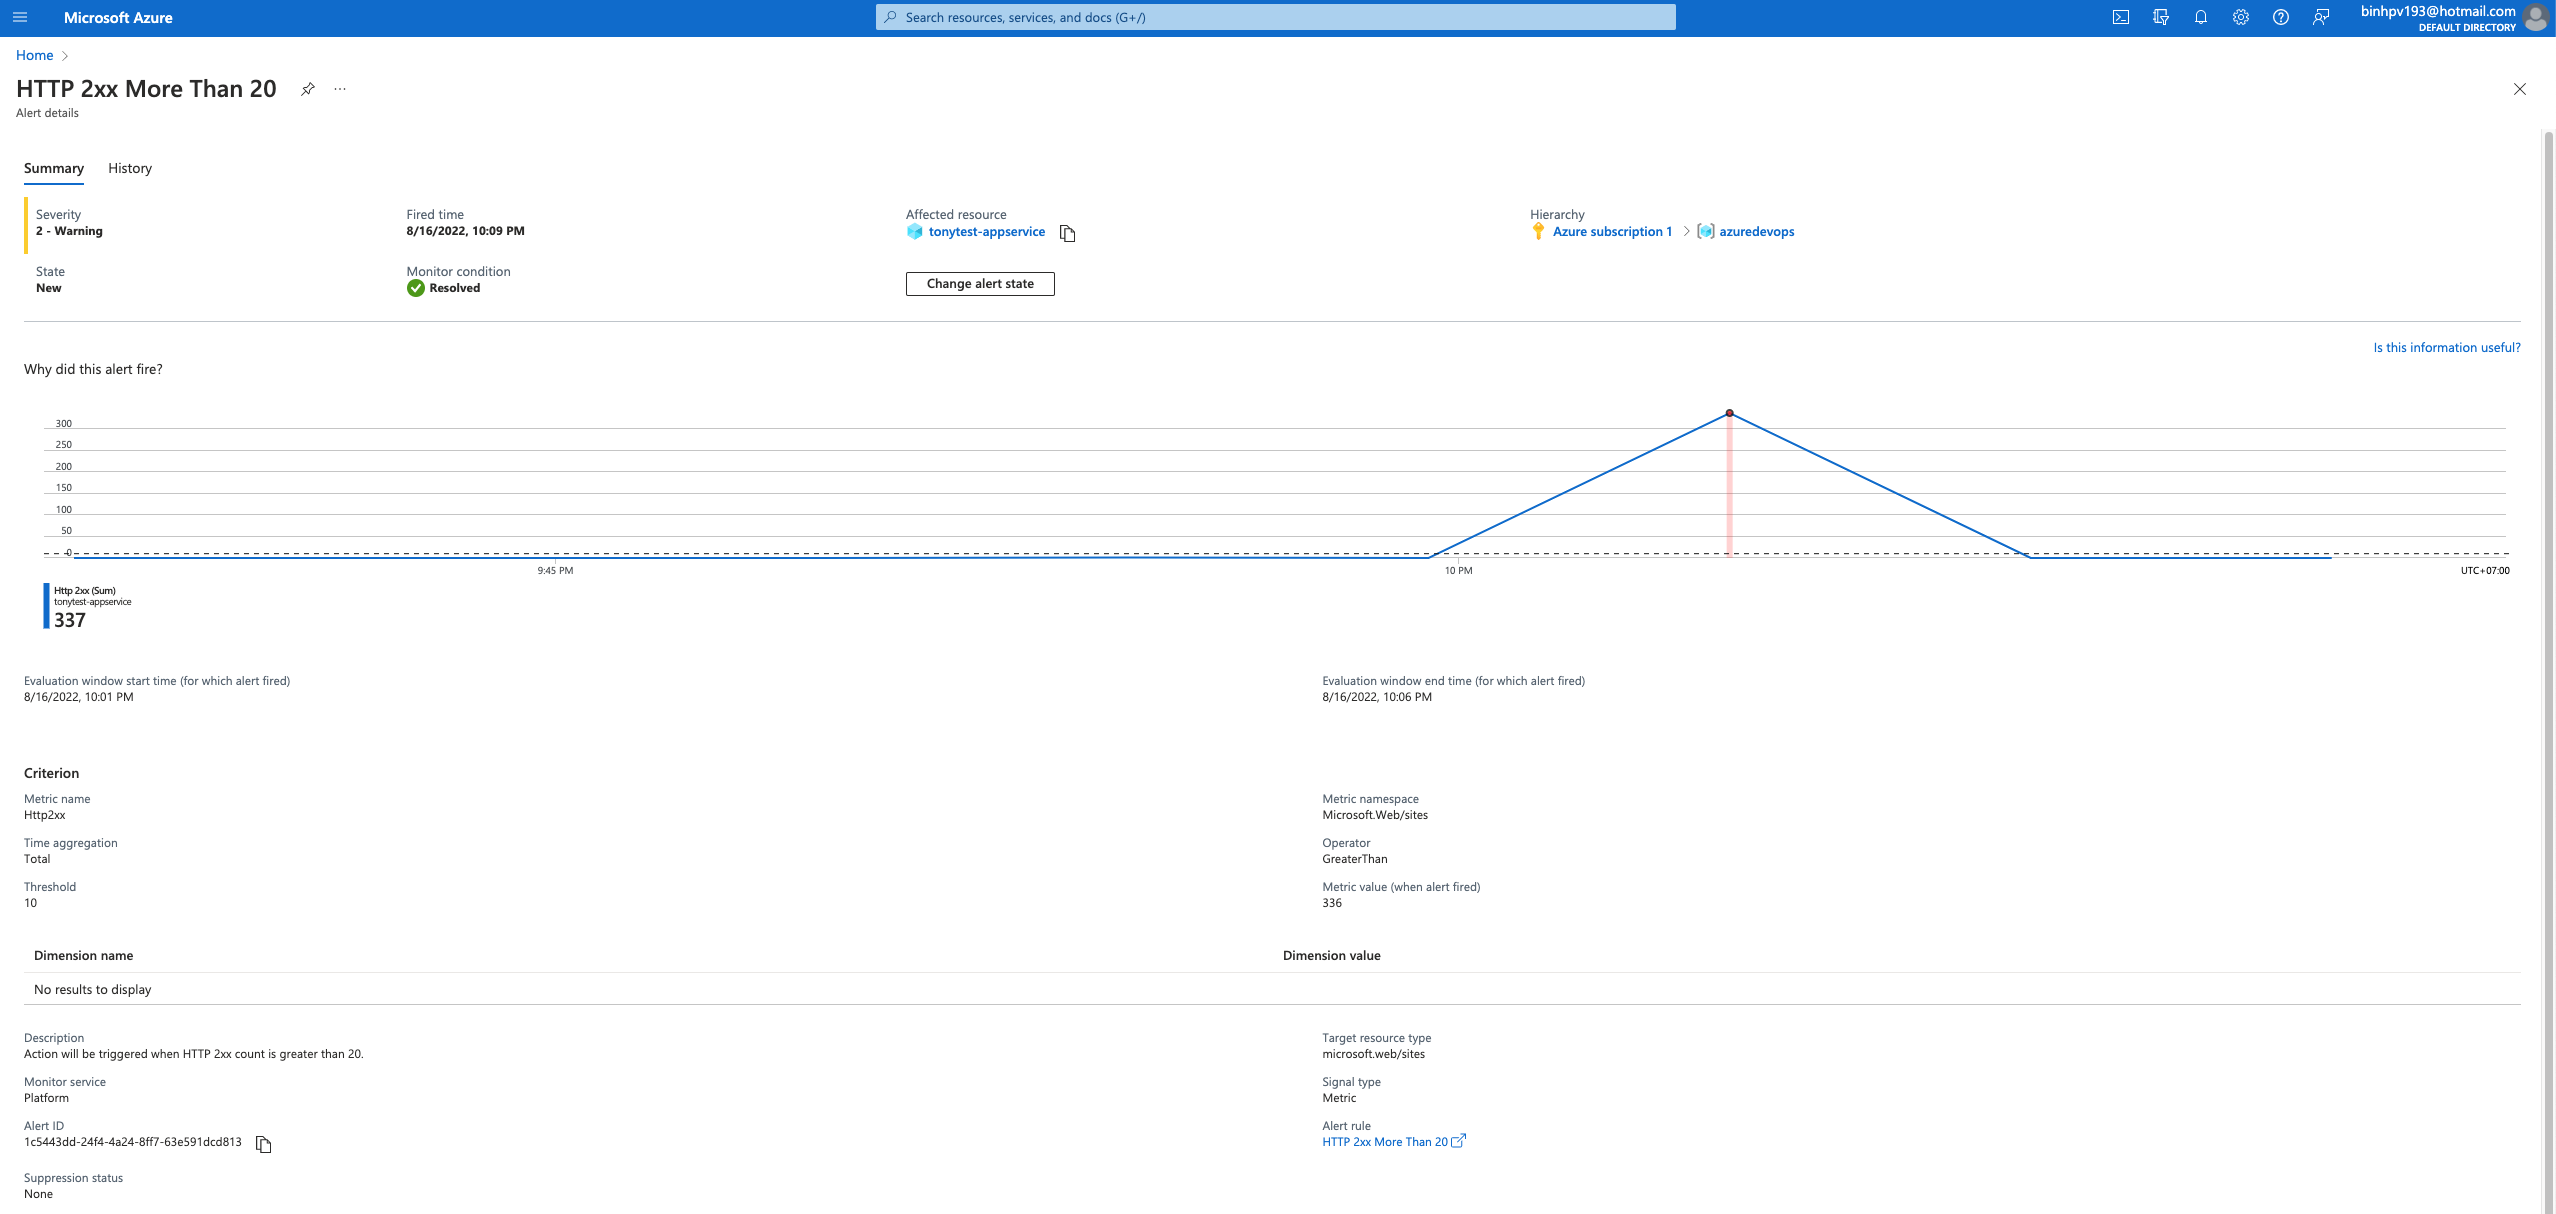 Microsoft Azure
Search resources, services, and docs (G+/)
binhpv193@hotmail.com
DEFAULT DIRECTORY
Home
HTTP 2xx More Than 20
Alert details
Summary
History
Severity
2 - Warning
Fired time
8/16/2022, 10:09 PM
Affected resource
tonytest-appservice
Hierarchy
Azure subscription 1 > azuredevops
State
New
Monitor condition
Resolved
Change alert state
Is this information useful?
Why did this alert fire?
300
250
200
150
100
50
0
9:45 PM
10 PM
UTC+07:00
Http 2xx (Sum)
tonytest-appservice
337
Evaluation window start time (for which alert fired)
8/16/2022, 10:01 PM
Evaluation window end time (for which alert fired)
8/16/2022, 10:06 PM
Criterion
Metric name
Http2xx
Metric namespace
Microsoft.Web/sites
Time aggregation
Total
Operator
GreaterThan
Threshold
10
Metric value (when alert fired)
336
Dimension name
Dimension value
No results to display
Description
Action will be triggered when HTTP 2xx count is greater than 20.
Target resource type
microsoft.web/sites
Monitor service
Platform
Signal type
Metric
Alert ID
1c5443dd-24f4-4a24-8ff7-63e591dcd813
Alert rule
HTTP 2xx More Than 20
Suppression status
None